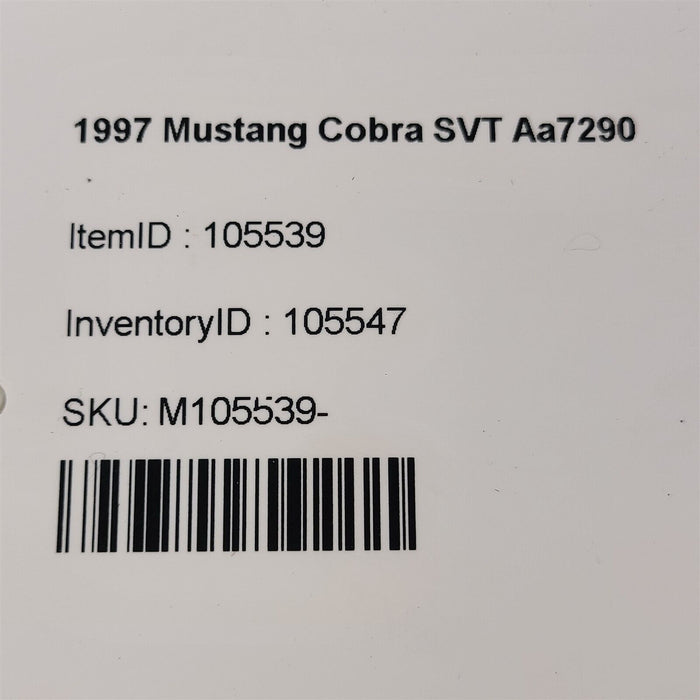 1997 Mustang Cobra SVT Aa7290
ItemID : 105539
InventoryID : 105547
SKU: M105539-